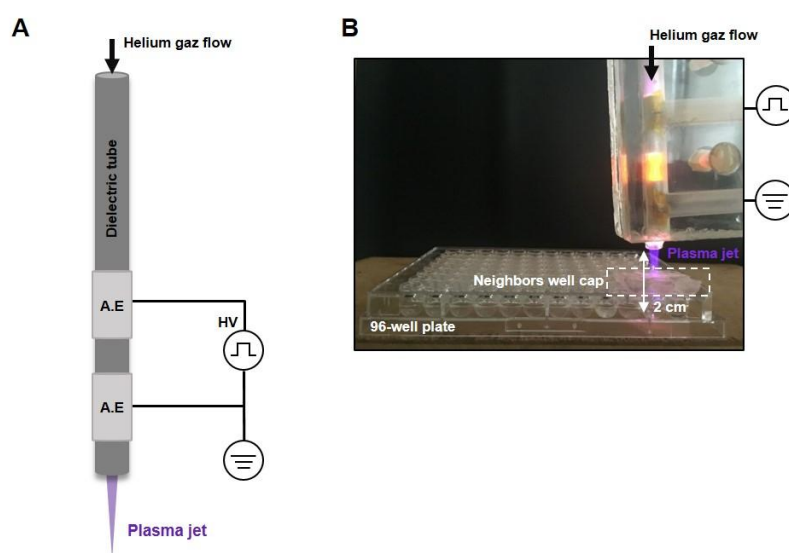 A
Helium gaz flow
Dielectric tube
A.E
HV
A.E
Plasma jet
B
Helium gaz flow
Plasma jet
Neighbors well cap
2 cm
96-well plate